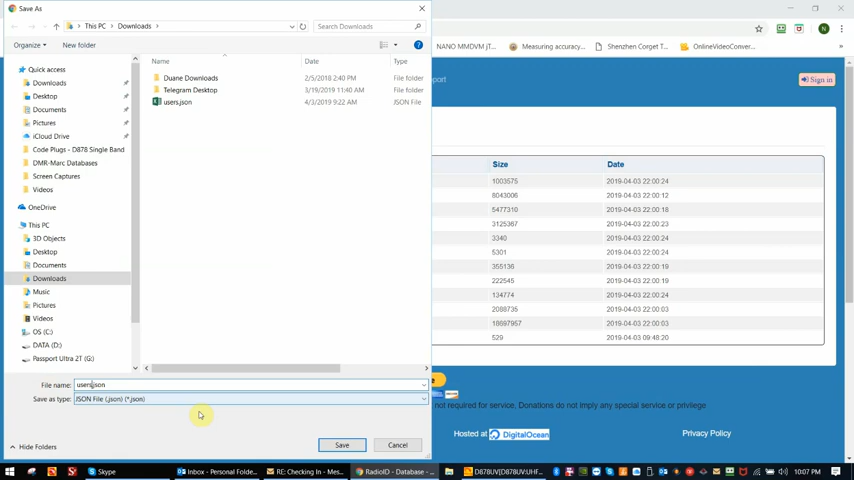 Save As
This PC
Downloads
Search Downloads
Organize
New folder
Name
Date
Type
Quick access
Downloads
Desktop
Documents
Pictures
iCloud Drive
Code Plugs - D878 Single Band
DMR-Marc Databases
Screen Captures
Videos
OneDrive
This PC
3D Objects
Desktop
Documents
Downloads
Music
Pictures
Videos
OS (C:)
DATA (D:)
Passport Ultra 2T (G:)
Duane Downloads 2/5/2018 2:40 PM File folder
Telegram Desktop 3/19/2019 11:40 AM File folder
users.json 4/3/2019 9:22 AM JSON File
File name: users.json
Save as type: JSON File (.json) (*.json)
Hide Folders
Save
Cancel
NANO MMDVM jT...
Measuring accuracy...
Shenzhen Corget T...
OnlineVideoConver...
N
port
Sign in
Size Date
1003575 2019-04-03 22:00:24
8043006 2019-04-03 22:00:12
5477310 2019-04-03 22:00:18
3125367 2019-04-03 22:00:23
3340 2019-04-03 22:00:24
5301 2019-04-03 22:00:24
355136 2019-04-03 22:00:19
222545 2019-04-03 22:00:19
134774 2019-04-03 22:00:24
2088735 2019-04-03 22:00:03
18697957 2019-04-03 22:00:03
529 2019-04-03 09:48:20
not required for service. Donations do not imply any special service or privilege
Hosted at
DigitalOcean
Privacy Policy
Skype
Inbox - Personal Folde...
RE: Checking In - Mes...
RadioID - Database - ...
D878UV[D878UV:UHF...
10:07 PM